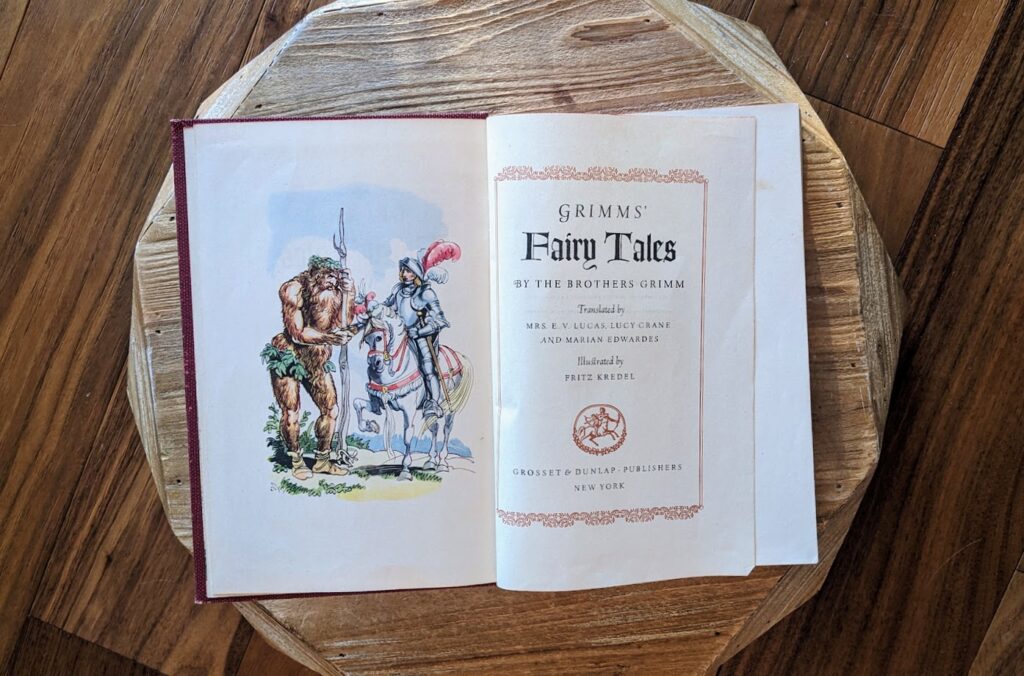 GRIMMS'
Fairy Tales
BY THE BROTHERS GRIMM
Translated by
MRS. E. V. LUCAS, LUCY CRANE
AND MARIAN EDWARDES
Illustrated by
FRITZ KREDEL
GROSSET & DUNLAP · PUBLISHERS
NEW YORK